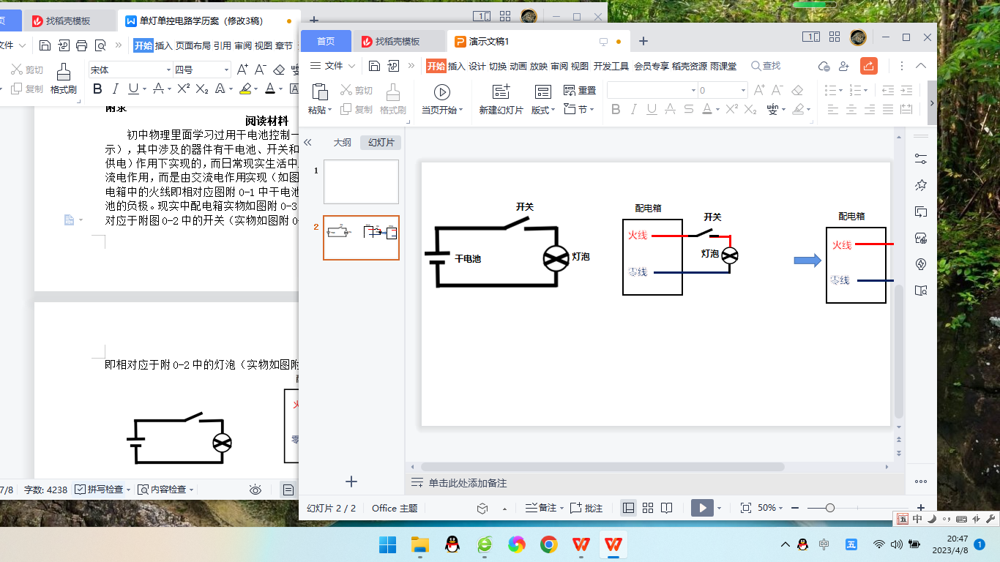 页
找稻壳模板
单灯单控电路学历案（修改3稿）
文件
开始 插入 页面布局 引用 审阅 视图 章节
剪切
复制
格式刷
宋体
四号
B I U A X² X₂ A A
附录
阅读材料
初中物理里面学习过用干电池控制一
示），其中涉及的器件有干电池、开关和
供电）作用下实现的，而日常现实生活中
流电作用，而是由交流电作用实现（如图
电箱中的火线即相对应图附0-1中干电池
池的负极。现实中配电箱实物如图附0-3
对应于附图0-2中的开关（实物如图附0-
即相对应于附0-2中的灯泡（实物如图附
7/8
字数: 4238
拼写检查
内容检查
首页
找稻壳模板
演示文稿1
文件
开始 插入 设计 切换 动画 放映 审阅 视图 开发工具 会员专享 稻壳资源 雨课堂
查找
粘贴
剪切
复制
格式刷
当页开始
新建幻灯片
版式
重置
节
0
B I U A S A X² X₂
大纲
幻灯片
1
2
开关
干电池
灯泡
配电箱
火线
开关
灯泡
零线
配电箱
火线
零线
单击此处添加备注
幻灯片 2 / 2
Office 主题
备注
批注
50%
五 中
中
五
20:47
2023/4/8
1